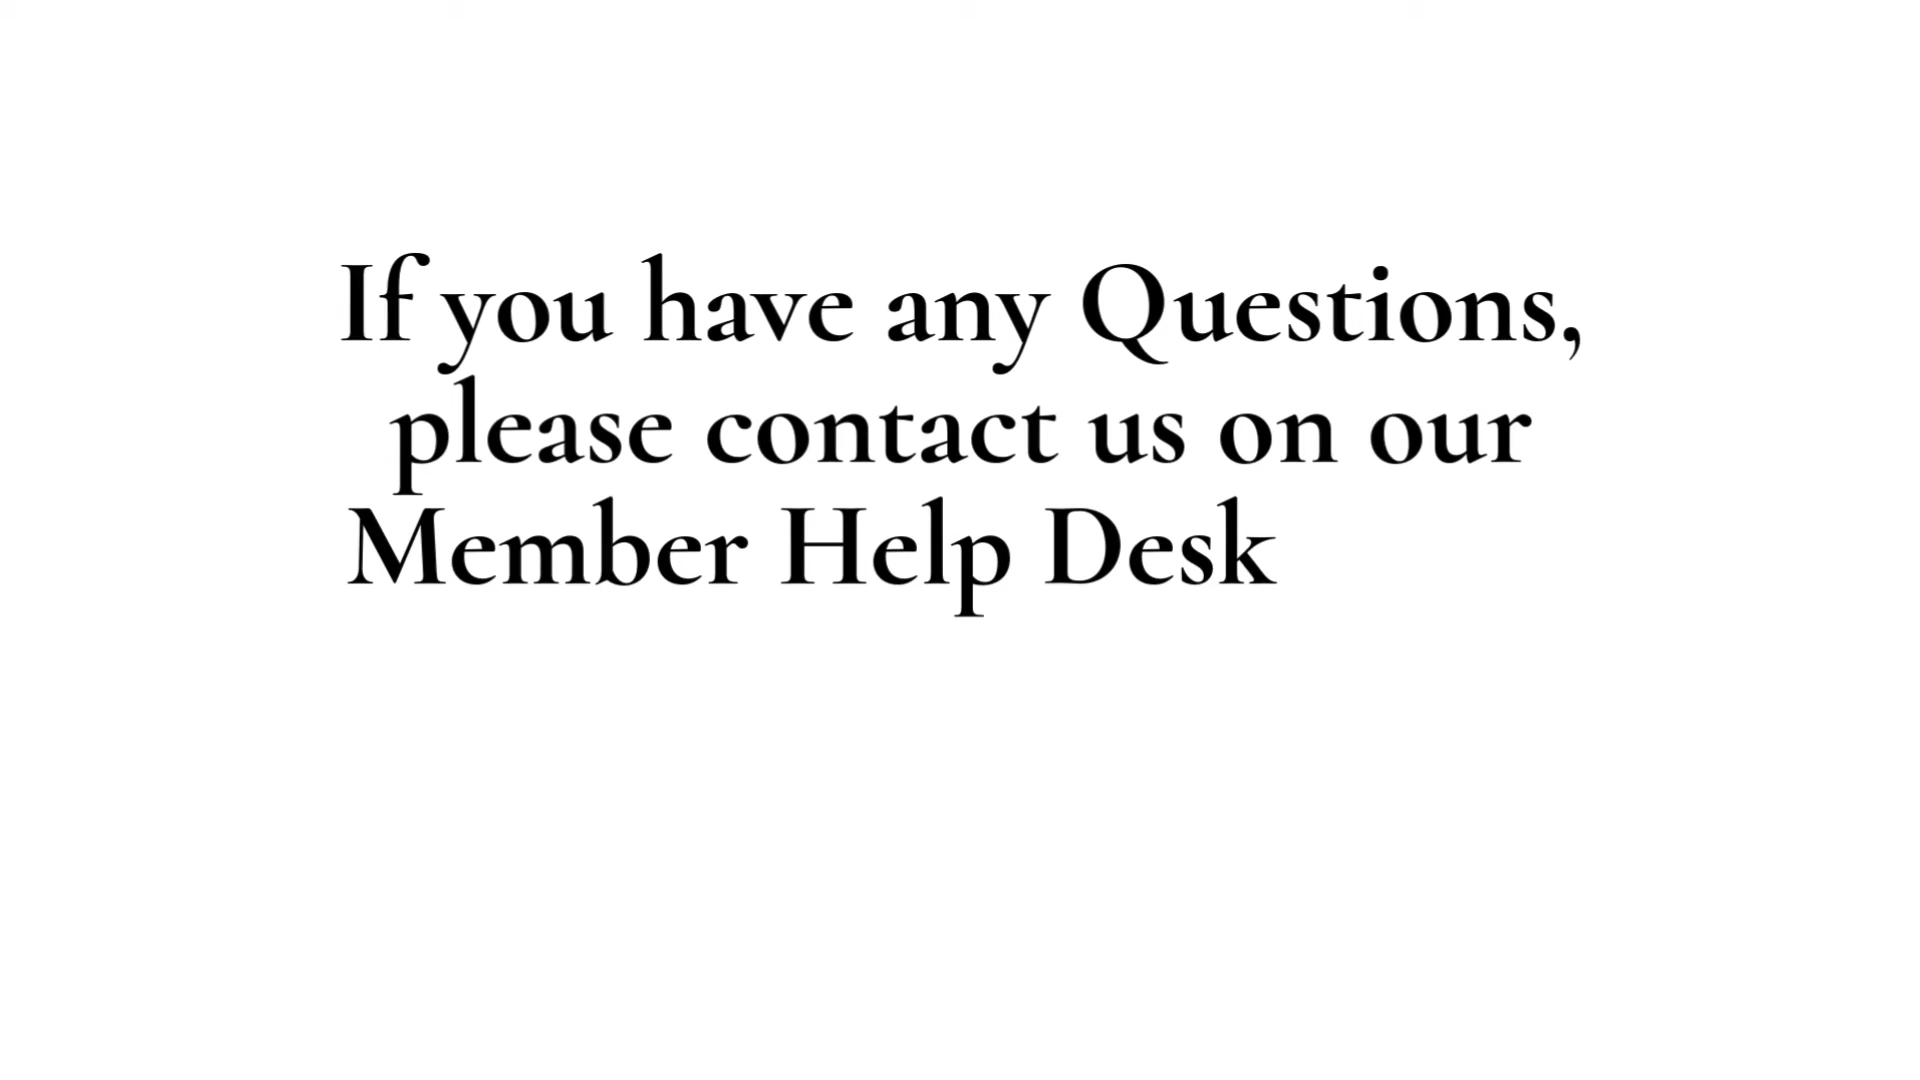 If you have any Questions,
please contact us on our
Member Help Desk